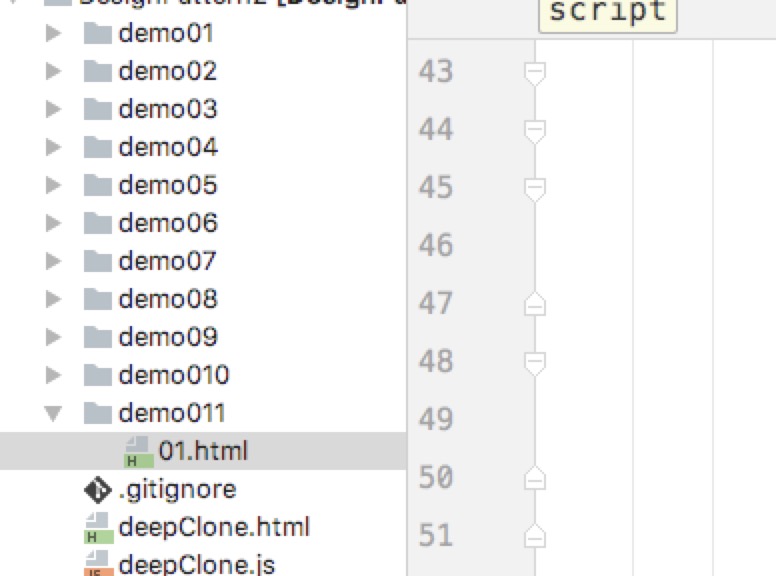 script
demo01
demo02
demo03
demo04
demo05
demo06
demo07
demo08
demo09
demo010
demo011
01.html
.gitignore
deepClone.html
deepClone.js
43
44
45
46
47
48
49
50
51